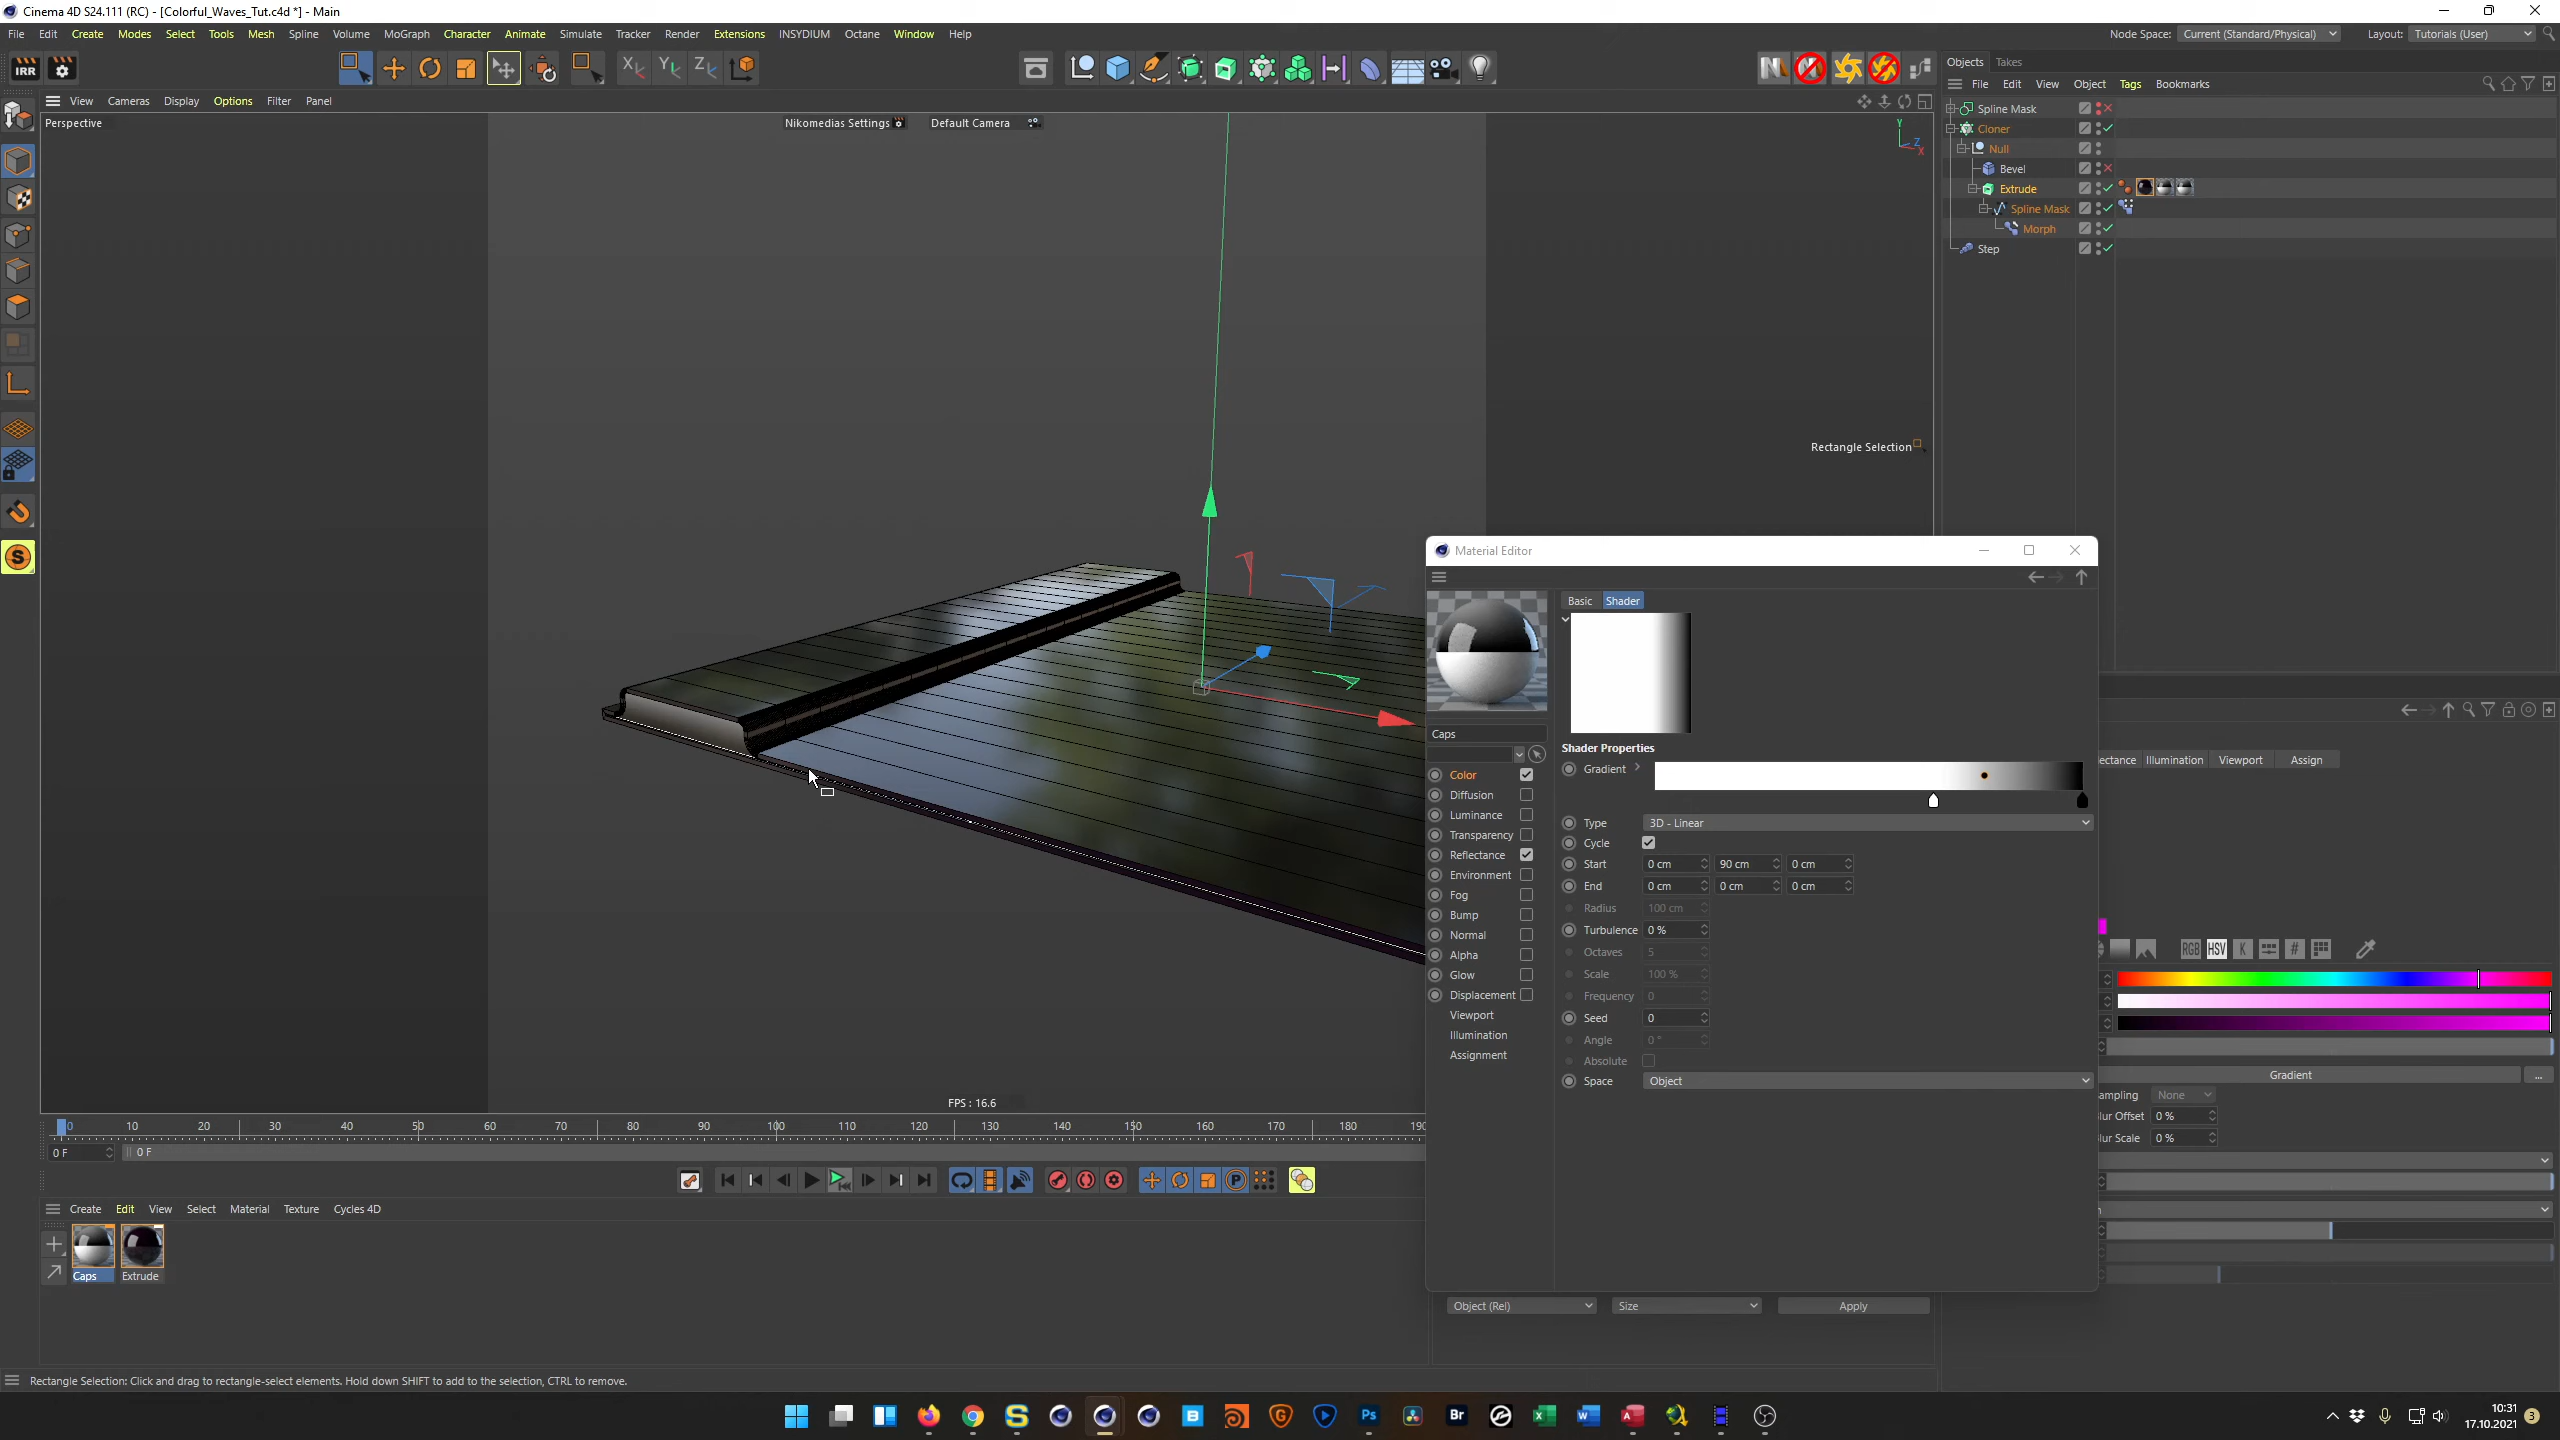 Cinema 4D S24.111 (RC) - [Colorful_Waves_Tut.c4d *] - Main
File Edit Create Modes Select Tools Mesh Spline Volume MoGraph Character Animate Simulate Tracker Render Extensions INSYDIUM Octane Window Help
Node Space: Current (Standard/Physical) Layout: Tutorials (User)
IRR
Objects Takes
View Cameras Display Options Filter Panel
File Edit View Object Tags Bookmarks
Perspective Nikomedias Settings Default Camera
Y Z X
Spline Mask
Cloner
Null
Bevel
Extrude
Spline Mask
Morph
Step
Rectangle Selection
Material Editor
Basic Shader
Caps
Shader Properties
Gradient
Color
Diffusion
Luminance
Transparency
Reflectance
Environment
Fog
Bump
Normal
Alpha
Glow
Displacement
Viewport
Illumination
Assignment
Type 3D - Linear
Cycle
Start 0 cm 90 cm 0 cm
End 0 cm 0 cm 0 cm
Radius 100 cm
Turbulence 0 %
Octaves 5
Scale 100 %
Frequency 0
Seed 0
Angle 0 °
Absolute
Space Object
ectance Illumination Viewport Assign
RGB HSV K #
Gradient ...
ampling None
lur Offset 0 %
lur Scale 0 %
FPS : 16.6
0 10 20 30 40 50 60 70 80 90 100 110 120 130 140 150 160 170 180 190
0 F 0 F
Create Edit View Select Material Texture Cycles 4D
Caps Extrude
Object (Rel) Size Apply
Rectangle Selection: Click and drag to rectangle-select elements. Hold down SHIFT to add to the selection, CTRL to remove.
Ps Br
10:31
17.10.2021
3